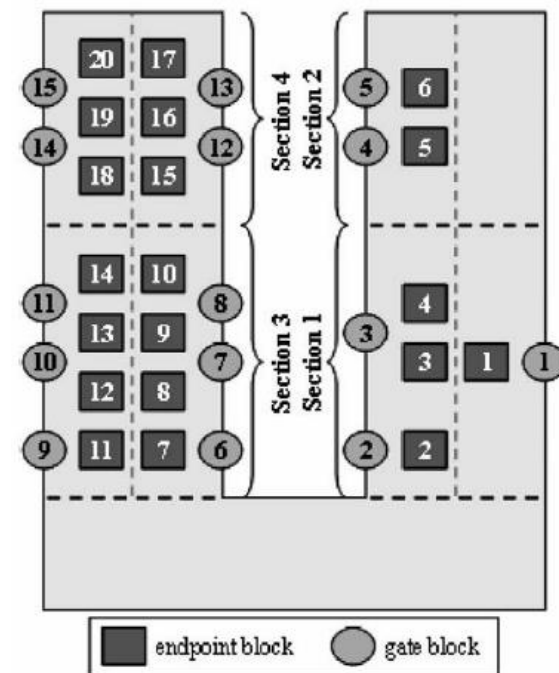 20 17
15 13 5 6
19 16
14 12 4 5
18 15
Section 4
Section 2
14 10 4
11 8
13 9 3
10 7 3 1 1
12 8
9 11 7 6 2 2
Section 3
Section 1
endpoint block gate block